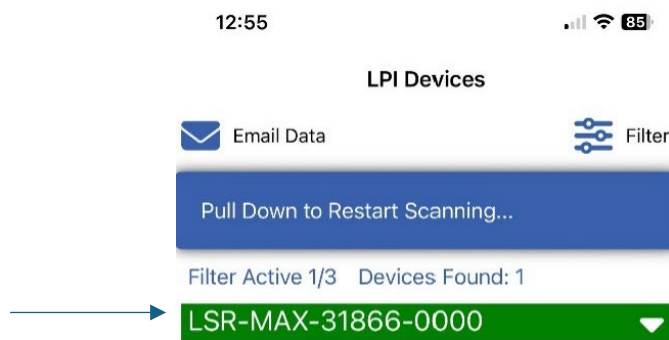 12:55 85
LPI Devices
Email Data Filter
Pull Down to Restart Scanning...
Filter Active 1/3 Devices Found: 1
LSR-MAX-31866-0000